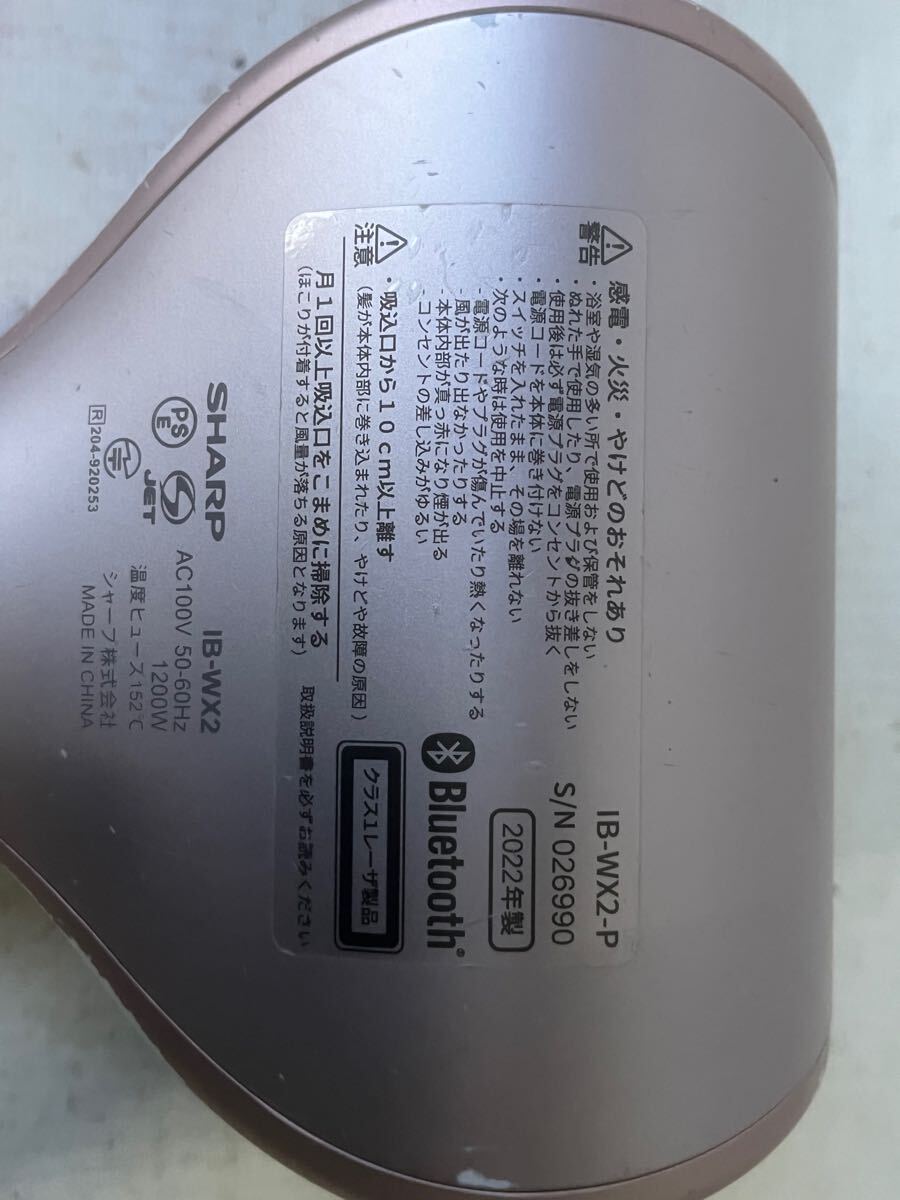 警告 感電・火災・やけどのおそれあり
・浴室や湿気の多い所で使用および保管をしない
・ぬれた手で使用したり、電源プラグの抜き差しをしない
・使用後は必ず電源プラグをコンセントから抜く
・電源コードを本体に巻き付けない
・スイッチを入れたまま、その場を離れない
・次のような時は使用を中止する
-電源コードやプラグが傷んでいたり熱くなったりする
風が出たり出なかったりする
-本体内部が真っ赤になり煙が出る
-コンセントの差し込みがゆるい
注意 ・吸込口から10cm以上離す
(髪が本体内部に巻き込まれたり、やけどや故障の原因)
月1回以上吸込口をこまめに掃除する
(ほこりが付着すると風量が落ちる原因となります)
取扱説明書を必ずお読みください
IB-WX2-P
S/N 026990
2022年製
Bluetooth®
クラス1レーザ製品
SHARP IB-WX2
PSE S JET
AC100V 50-60Hz
1200W
温度ヒューズ152℃
R 204-920253
シャープ株式会社
MADE IN CHINA